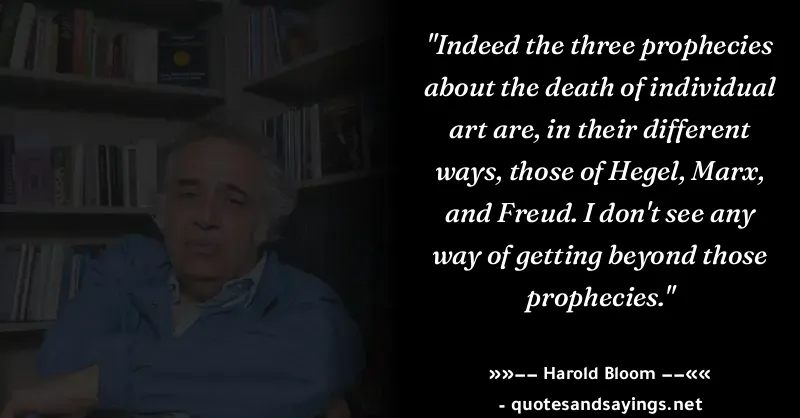 "Indeed the three prophecies
about the death of individual
art are, in their different
ways, those of Hegel, Marx,
and Freud. I don't see any
way of getting beyond those
prophecies."
»»–– Harold Bloom ––««
- quotesandsayings.net